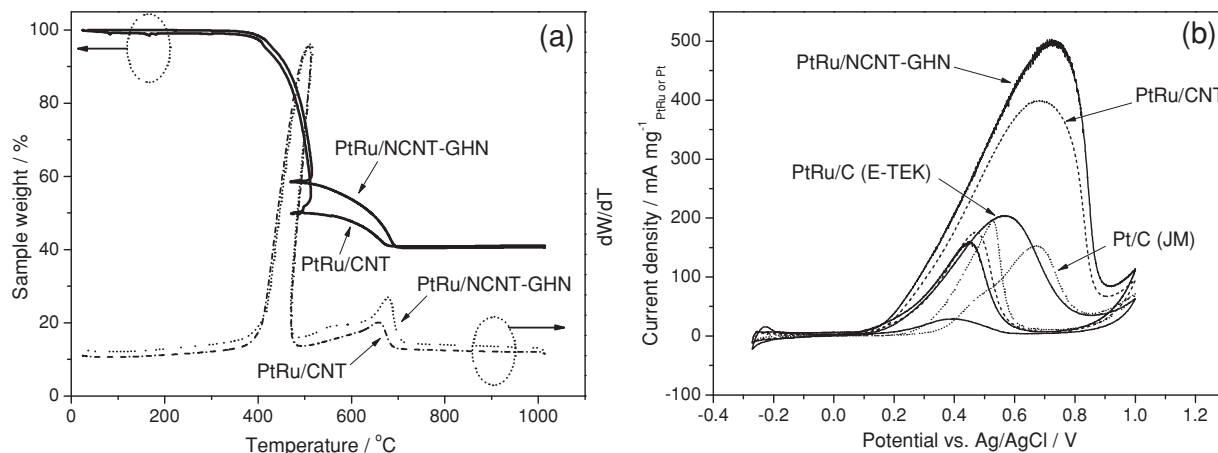 (a)
100
80
60
40
20
0
Sample weight / %
PtRu/NCNT-GHN
PtRu/CNT
PtRu/NCNT-GHN
PtRu/CNT
dW/dT
0 200 400 600 800 1000
Temperature / °C
(b)
500
400
300
200
100
0
-100
Current density / mA mg⁻¹ PtRu or Pt
PtRu/NCNT-GHN
PtRu/CNT
PtRu/C (E-TEK)
Pt/C (JM)
-0.4 -0.2 0.0 0.2 0.4 0.6 0.8 1.0 1.2
Potential vs. Ag/AgCl / V